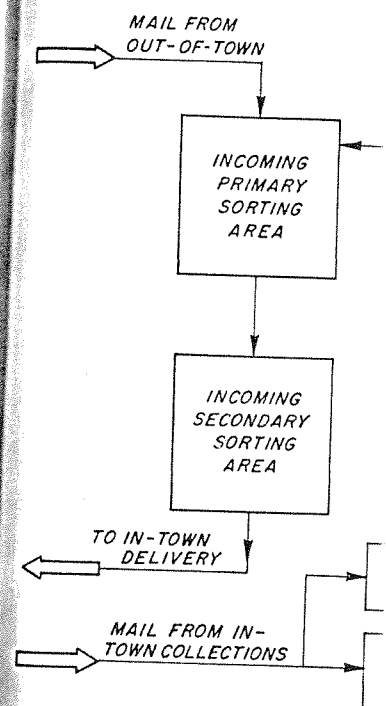 MAIL FROM
OUT-OF-TOWN
INCOMING
PRIMARY
SORTING
AREA
INCOMING
SECONDARY
SORTING
AREA
TO IN-TOWN
DELIVERY
MAIL FROM IN-
TOWN COLLECTIONS